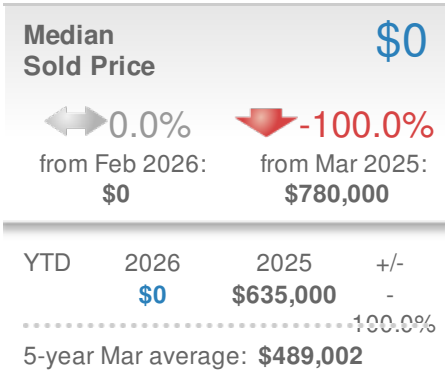 Median $0
Sold Price
0.0% -100.0%
from Feb 2026: from Mar 2025:
$0 $780,000
YTD 2026 2025 +/-
$0 $635,000 -
100.0%
5-year Mar average: $489,002